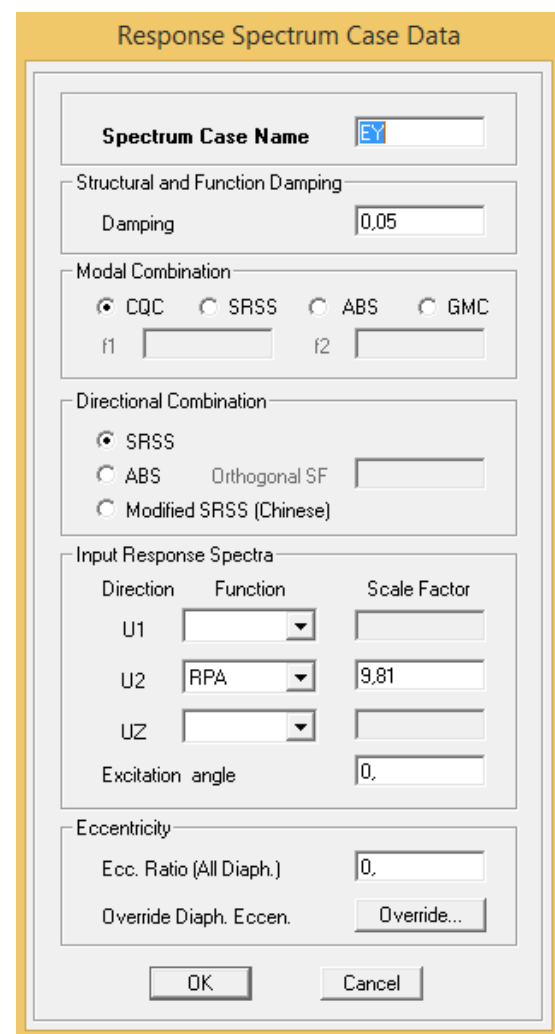 Response Spectrum Case Data
Spectrum Case Name EY
Structural and Function Damping
Damping 0,05
Modal Combination
CQC SRSS ABS GMC
f1 f2
Directional Combination
SRSS
ABS Orthogonal SF
Modified SRSS (Chinese)
Input Response Spectra
Direction Function Scale Factor
U1
U2 RPA 9,81
UZ
Excitation angle 0,
Eccentricity
Ecc. Ratio (All Diaph.) 0,
Override Diaph. Eccen. Override...
OK Cancel